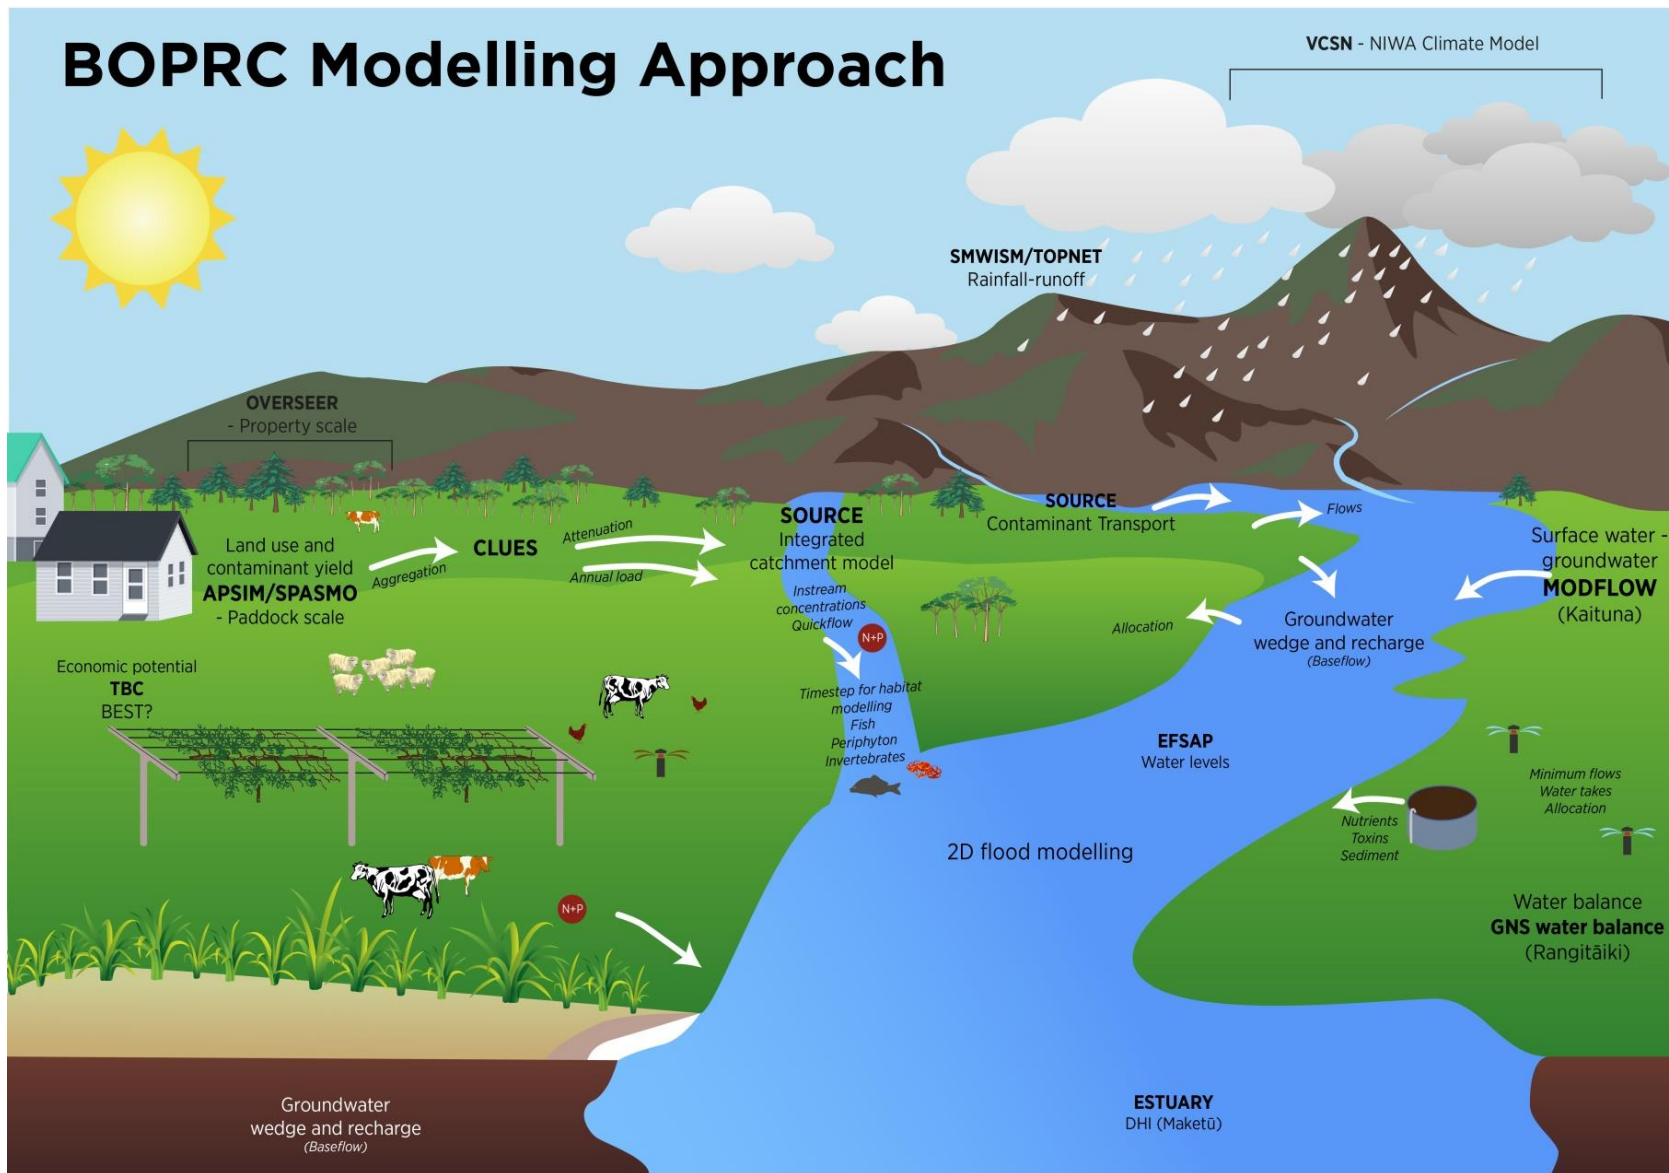 BOPRC Modelling Approach
VCSN - NIWA Climate Model
SMWISM/TOPNET
Rainfall-runoff
OVERSEER
- Property scale
Land use and
contaminant yield
APSIM/SPASMO
- Paddock scale
Aggregation
CLUES
Attenuation
Annual load
SOURCE
Integrated
catchment model
Instream
concentrations
Quickflow
N+P
Timestep for habitat
modelling
Fish
Periphyton
Invertebrates
SOURCE
Contaminant Transport
Flows
Surface water -
groundwater
MODFLOW
(Kaituna)
Allocation
Groundwater
wedge and recharge
(Baseflow)
Economic potential
TBC
BEST?
EFSAP
Water levels
Minimum flows
Water takes
Allocation
Nutrients
Toxins
Sediment
2D flood modelling
N+P
Water balance
GNS water balance
(Rangitāiki)
Groundwater
wedge and recharge
(Baseflow)
ESTUARY
DHI (Maketū)